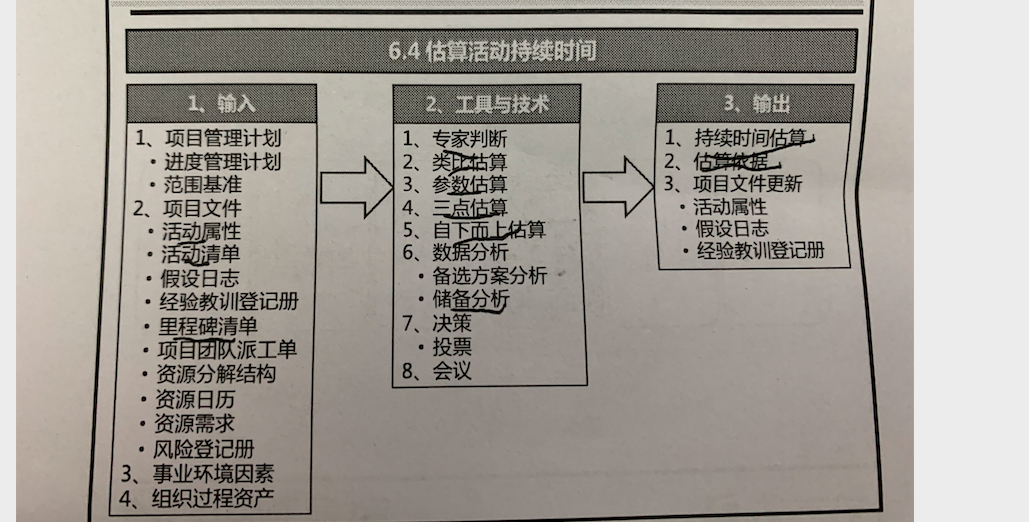 6.4 估算活动持续时间
1、输入
1、项目管理计划
·进度管理计划
·范围基准
2、项目文件
·活动属性
·活动清单
·假设日志
·经验教训登记册
·里程碑清单
·项目团队派工单
·资源分解结构
·资源日历
·资源需求
·风险登记册
3、事业环境因素
4、组织过程资产
2、工具与技术
1、专家判断
2、类比估算
3、参数估算
4、三点估算
5、自下而上估算
6、数据分析
·备选方案分析
·储备分析
7、决策
·投票
8、会议
3、输出
1、持续时间估算
2、估算依据
3、项目文件更新
·活动属性
·假设日志
·经验教训登记册